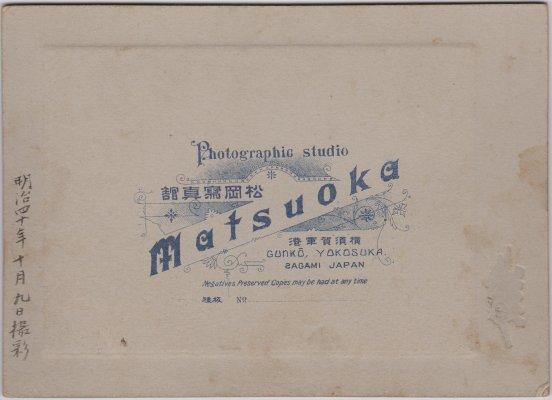 Photographic studio
松岡寫眞館
Matsuoka
横須賀軍港
GUNKŌ, YOKOSUKA.
SAGAMI JAPAN
Negatives Preserved Copies may be had at any time
種板 No
明治四十年十月九日撮影